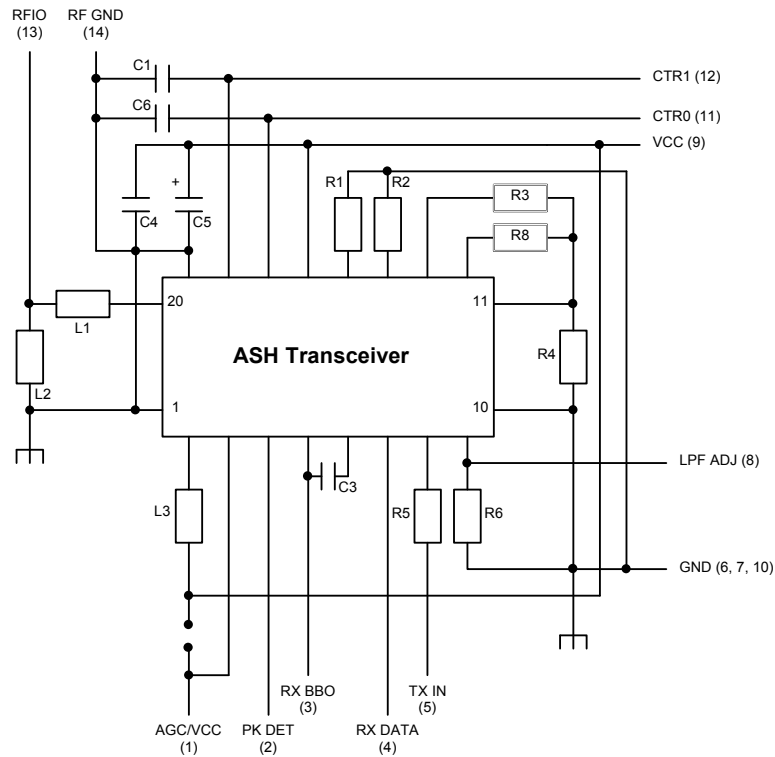 RFIO
(13)
RF GND
(14)
C1
CTR1 (12)
C6
CTR0 (11)
VCC (9)
R1
R2
R3
+
C4
C5
R8
20
11
L1
ASH Transceiver
R4
L2
1
10
LPF ADJ (8)
L3
C3
R5
R6
GND (6, 7, 10)
RX BBO
(3)
TX IN
(5)
AGC/VCC
(1)
PK DET
(2)
RX DATA
(4)